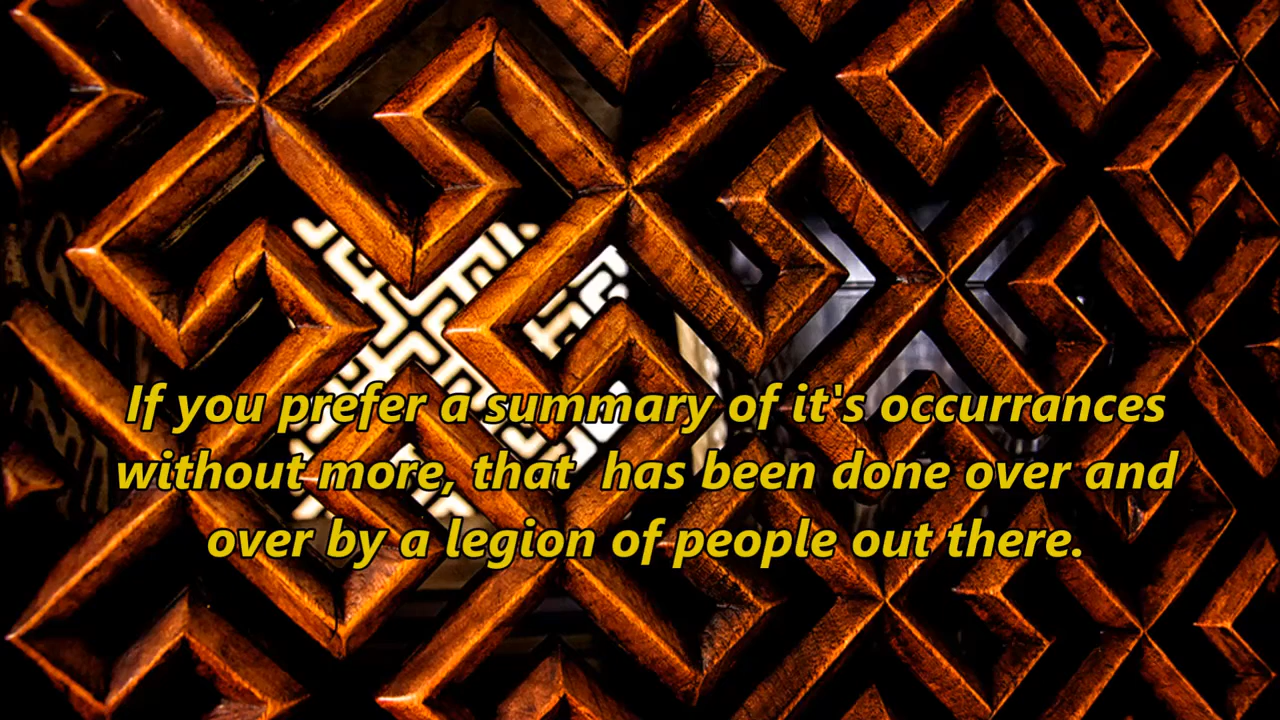 If you prefer a summary of it's occurrances
without more, that  has been done over and
over by a legion of people out there.